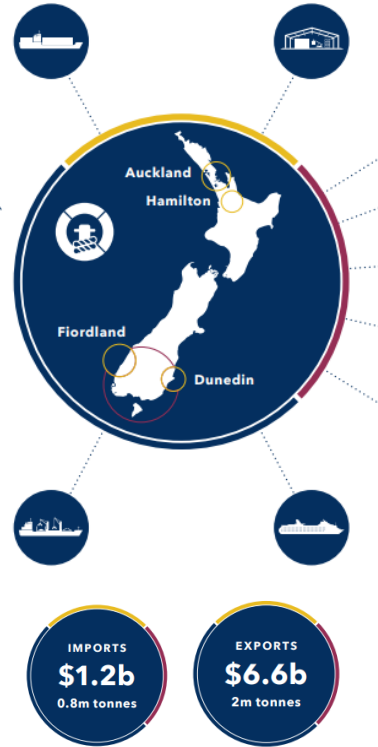 Auckland
Hamilton
Fiordland
Dunedin
IMPORTS
$1.2b
0.8m tonnes
EXPORTS
$6.6b
2m tonnes